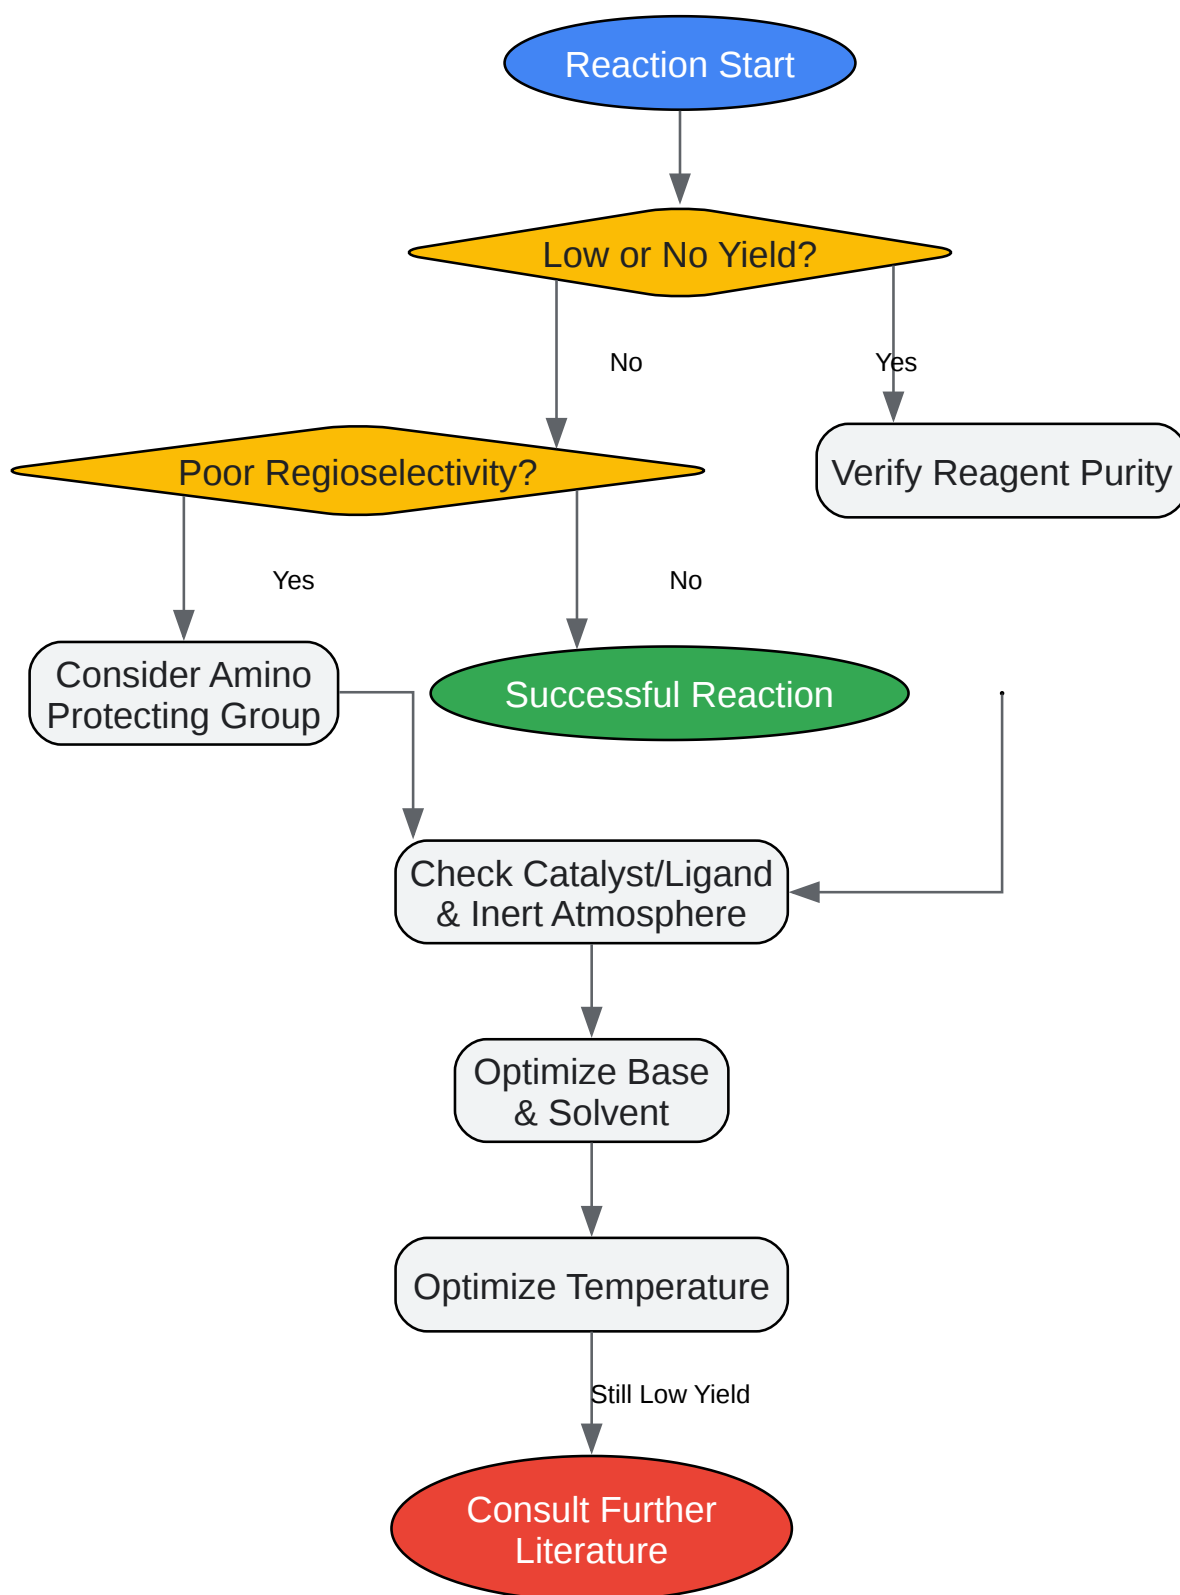 Reaction Start
Low or No Yield?
No
Yes
Poor Regioselectivity?
Verify Reagent Purity
Yes
No
Consider Amino
Protecting Group
Successful Reaction
Check Catalyst/Ligand
& Inert Atmosphere
Optimize Base
& Solvent
Optimize Temperature
Still Low Yield
Consult Further
Literature